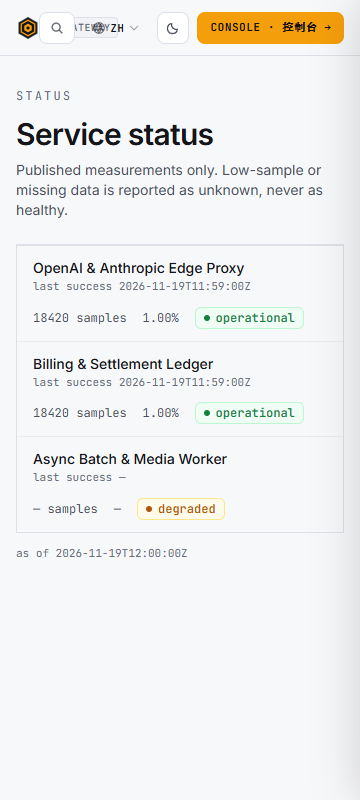 ZH
CONSOLE · 控制台 →
STATUS
Service status
Published measurements only. Low-sample or
missing data is reported as unknown, never as
healthy.
OpenAI & Anthropic Edge Proxy
last success 2026-11-19T11:59:00Z
18420 samples 1.00% operational
Billing & Settlement Ledger
last success 2026-11-19T11:59:00Z
18420 samples 1.00% operational
Async Batch & Media Worker
last success —
— samples — degraded
as of 2026-11-19T12:00:00Z